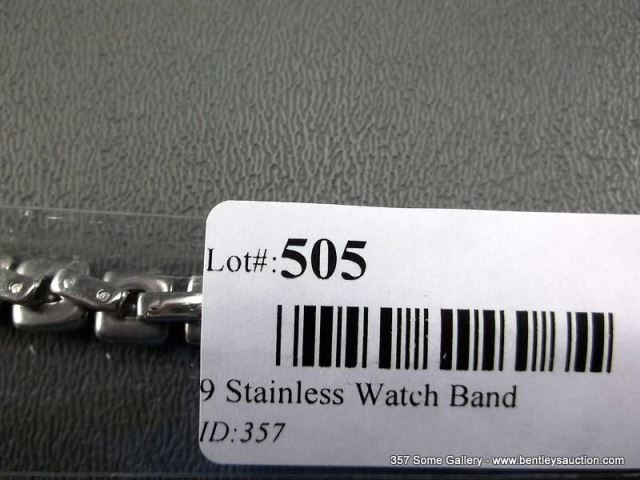 Lot#:505
9 Stainless Watch Band
ID:357
357 Some Gallery - www.bentleysauction.com